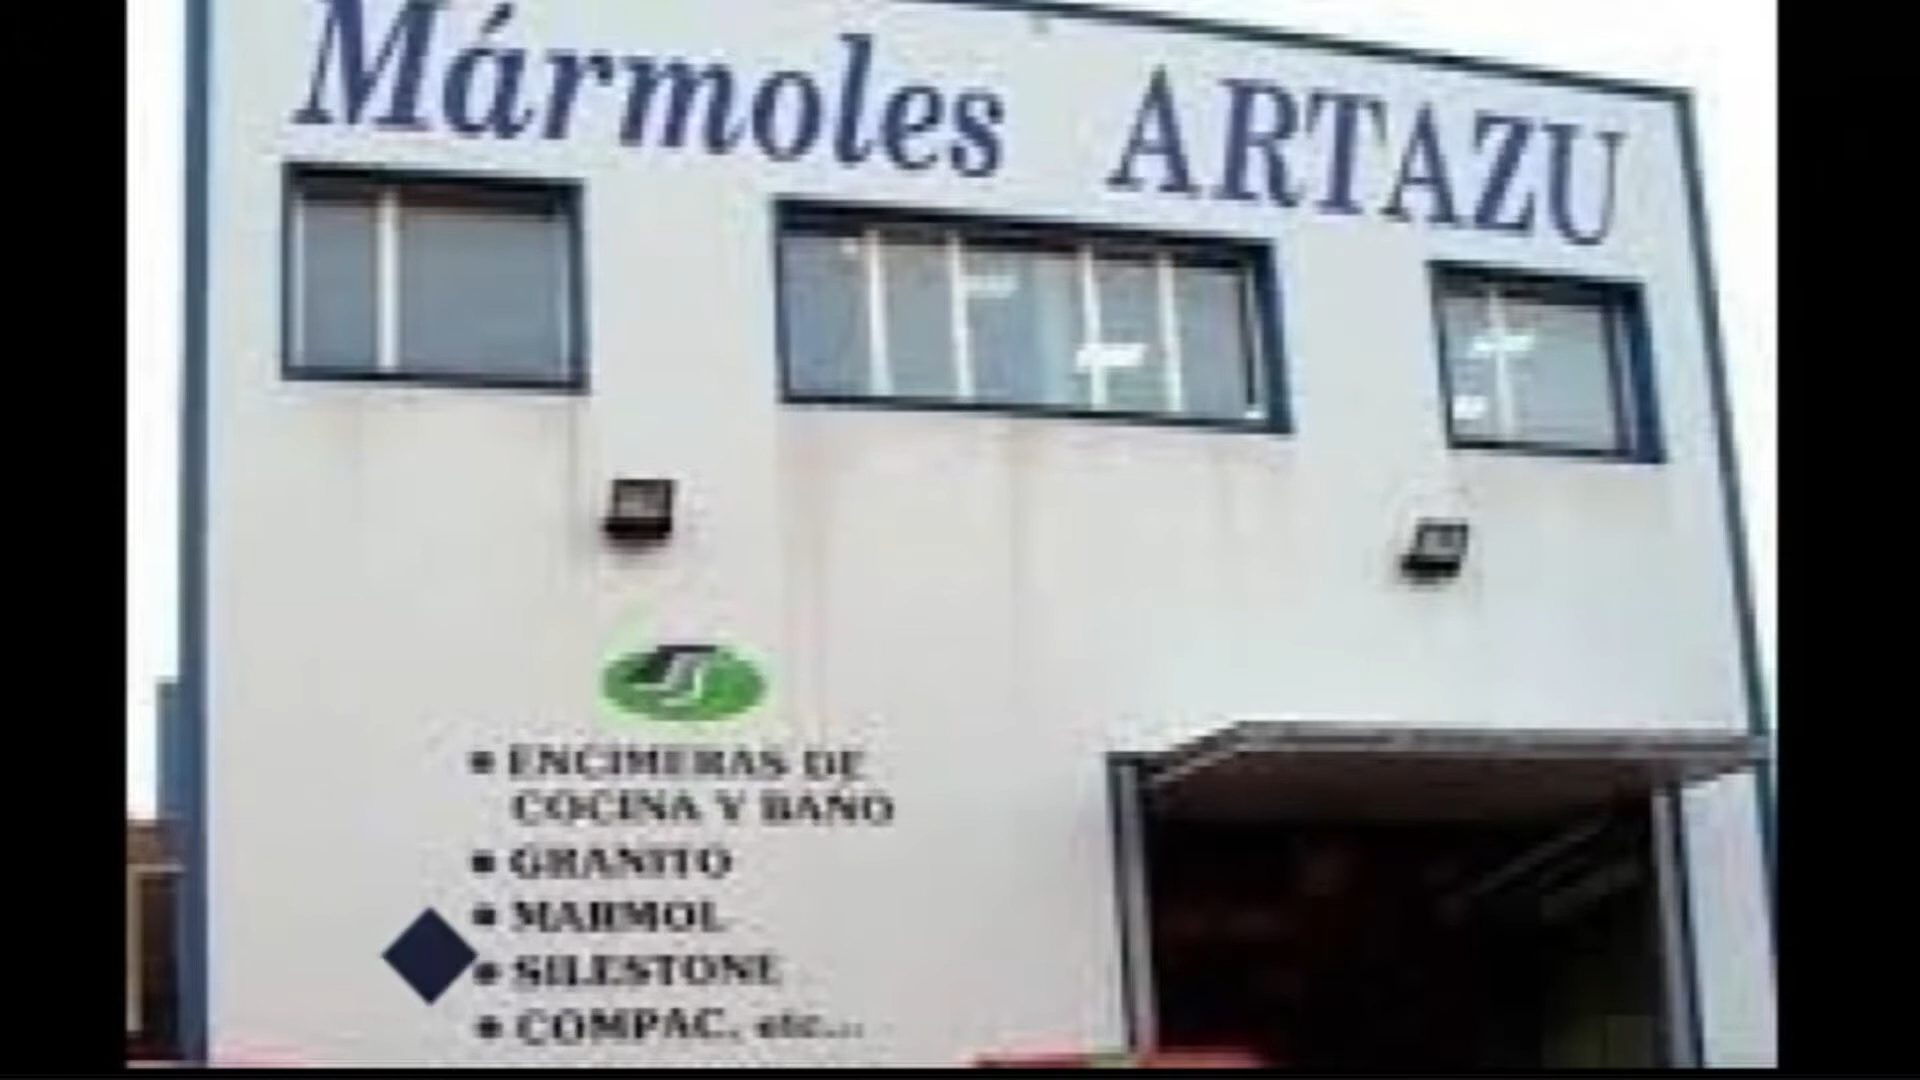 Mármoles ARTAZU
• ENCIMERAS DE
COCINA Y BAÑO
• GRANITO
• MARMOL
• SILESTONE
• COMPAC, etc...